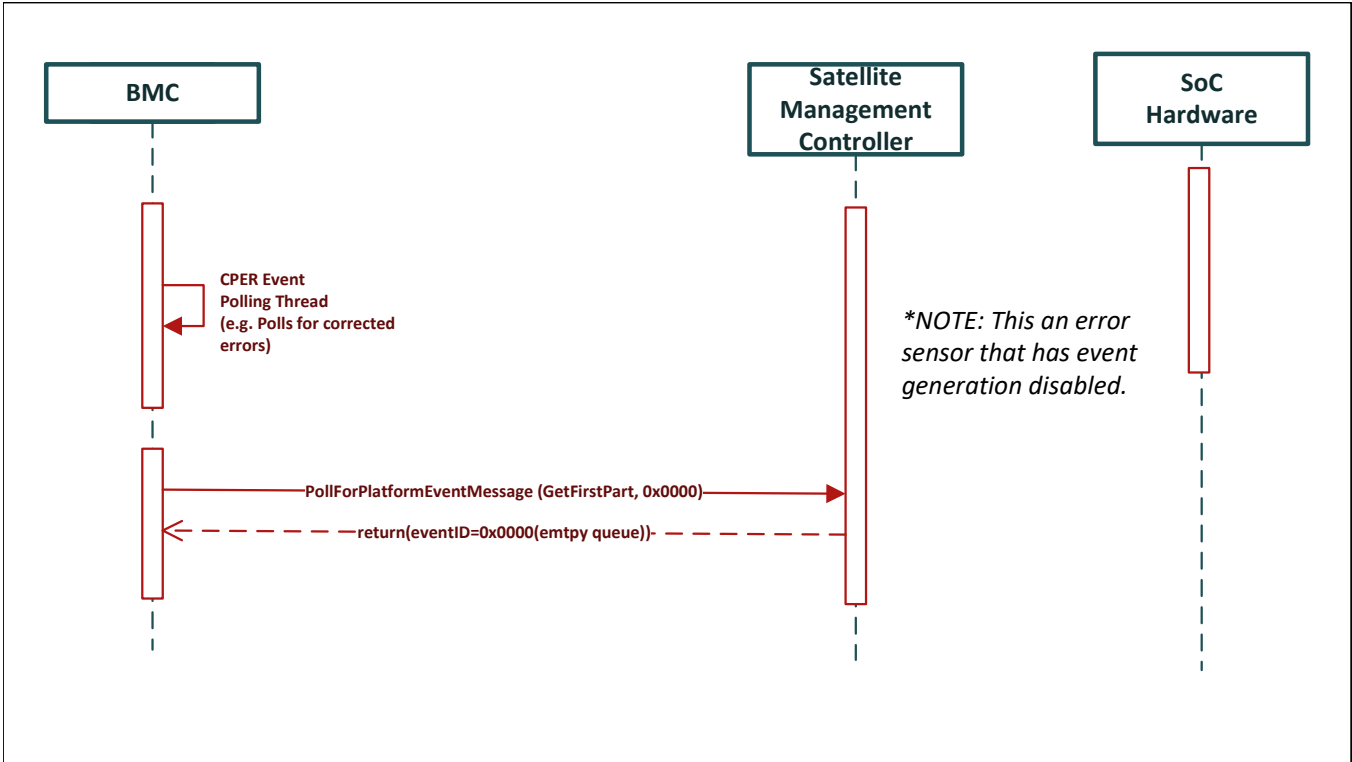 BMC
Satellite
Management
Controller
SoC
Hardware
CPER Event
Polling Thread
(e.g. Polls for corrected
errors)
*NOTE: This an error
sensor that has event
generation disabled.
PollForPlatformEventMessage (GetFirstPart, 0x0000)
return(eventID=0x0000(emtpy queue))